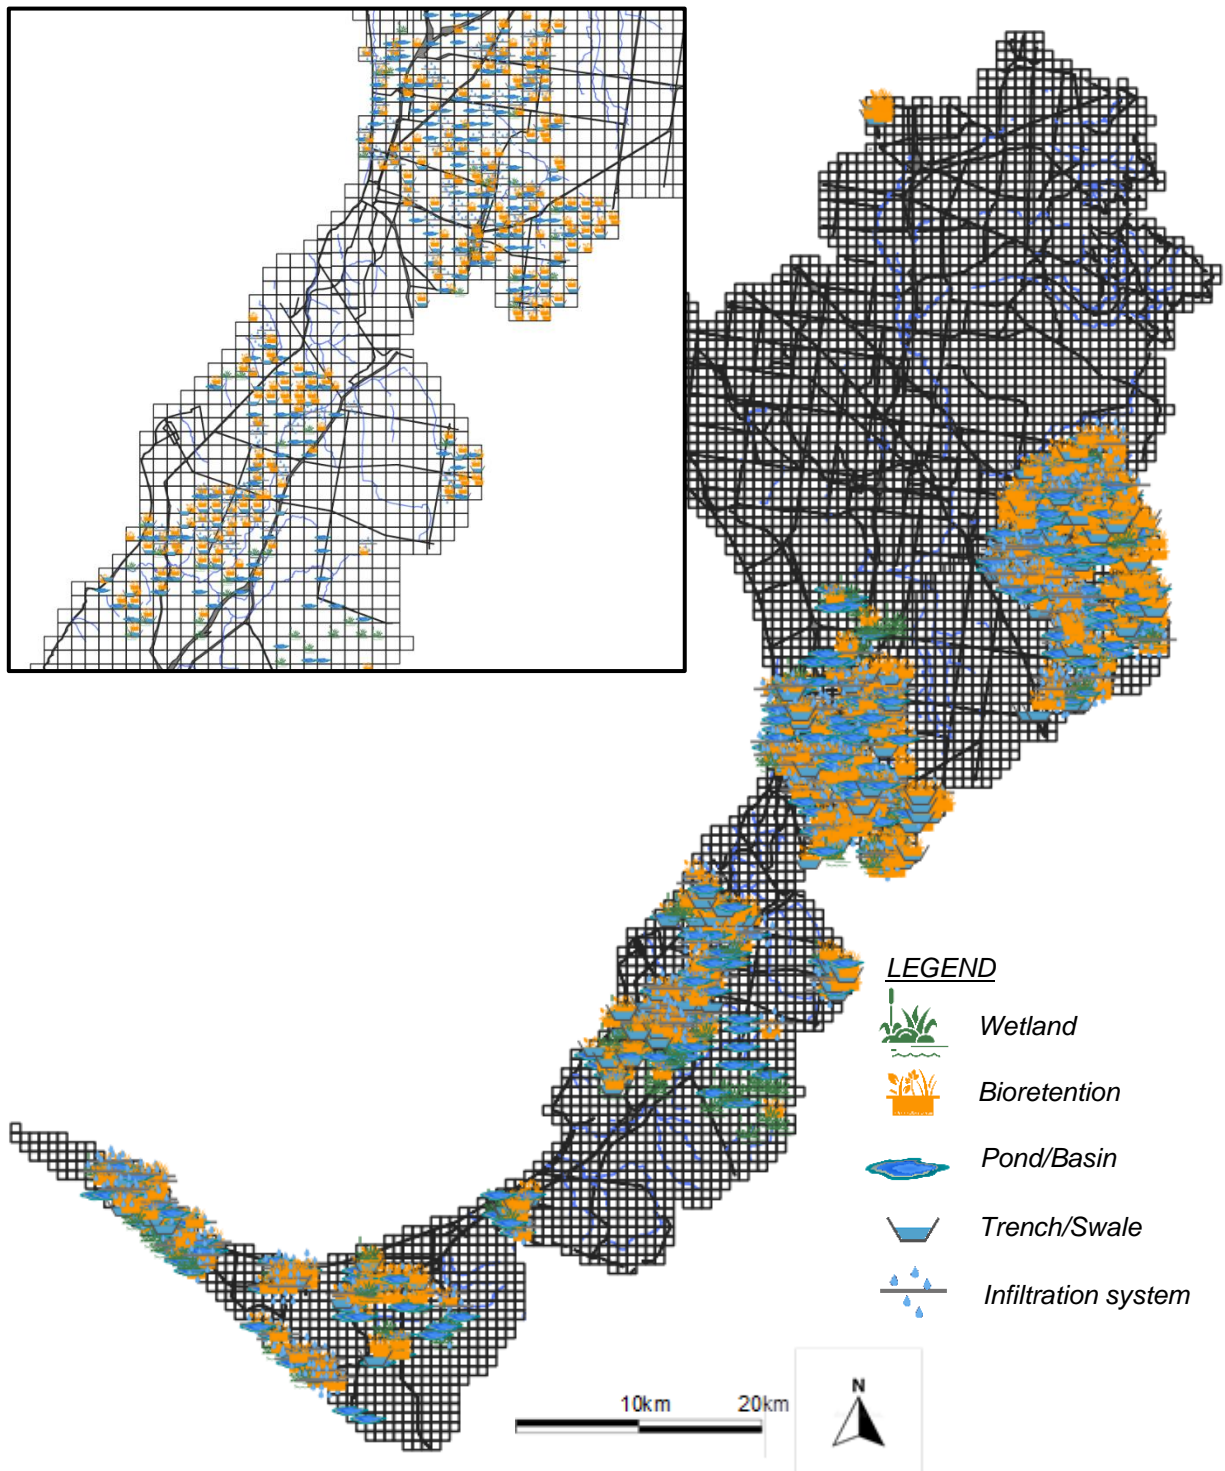 LEGEND
Wetland
Bioretention
Pond/Basin
Trench/Swale
Infiltration system
10km 20km
N